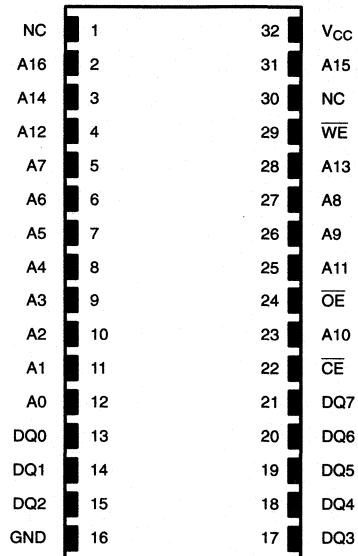 NC 1 32 VCC
A16 2 31 A15
A14 3 30 NC
A12 4 29 W̅E̅
A7 5 28 A13
A6 6 27 A8
A5 7 26 A9
A4 8 25 A11
A3 9 24 O̅E̅
A2 10 23 A10
A1 11 22 C̅E̅
A0 12 21 DQ7
DQ0 13 20 DQ6
DQ1 14 19 DQ5
DQ2 15 18 DQ4
GND 16 17 DQ3